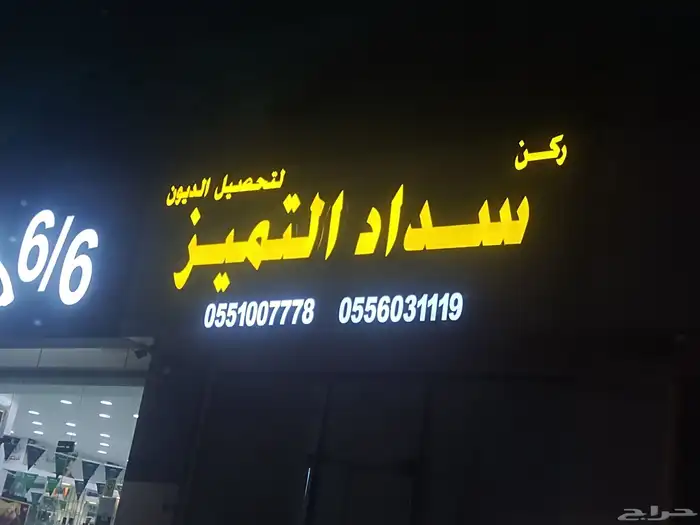 ركن
سداد التميز
لتحصيل الديون
0551007778 0556031119
6/6
حراج